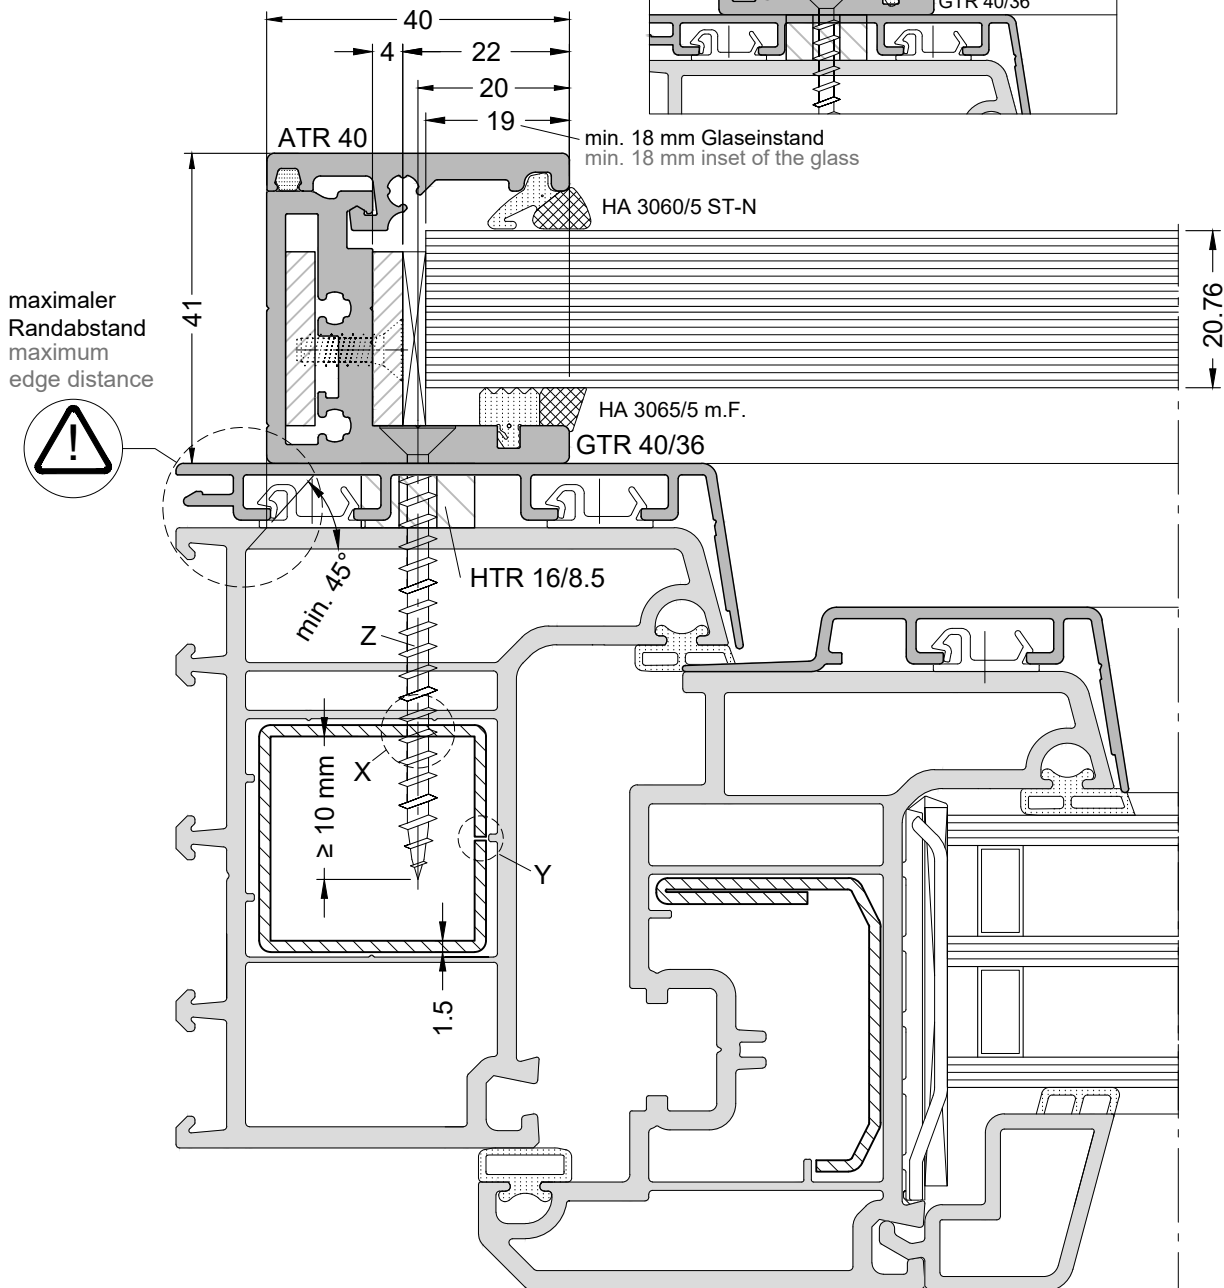 GTR 40/36
40
4
22
20
19
min. 18 mm Glaseinstand
min. 18 mm inset of the glass
ATR 40
HA 3060/5 ST-N
41
20.76
maximaler
Randabstand
maximum
edge distance
!
HA 3065/5 m.F.
GTR 40/36
min. 45°
HTR 16/8.5
Z
X
≥ 10 mm
Y
1.5